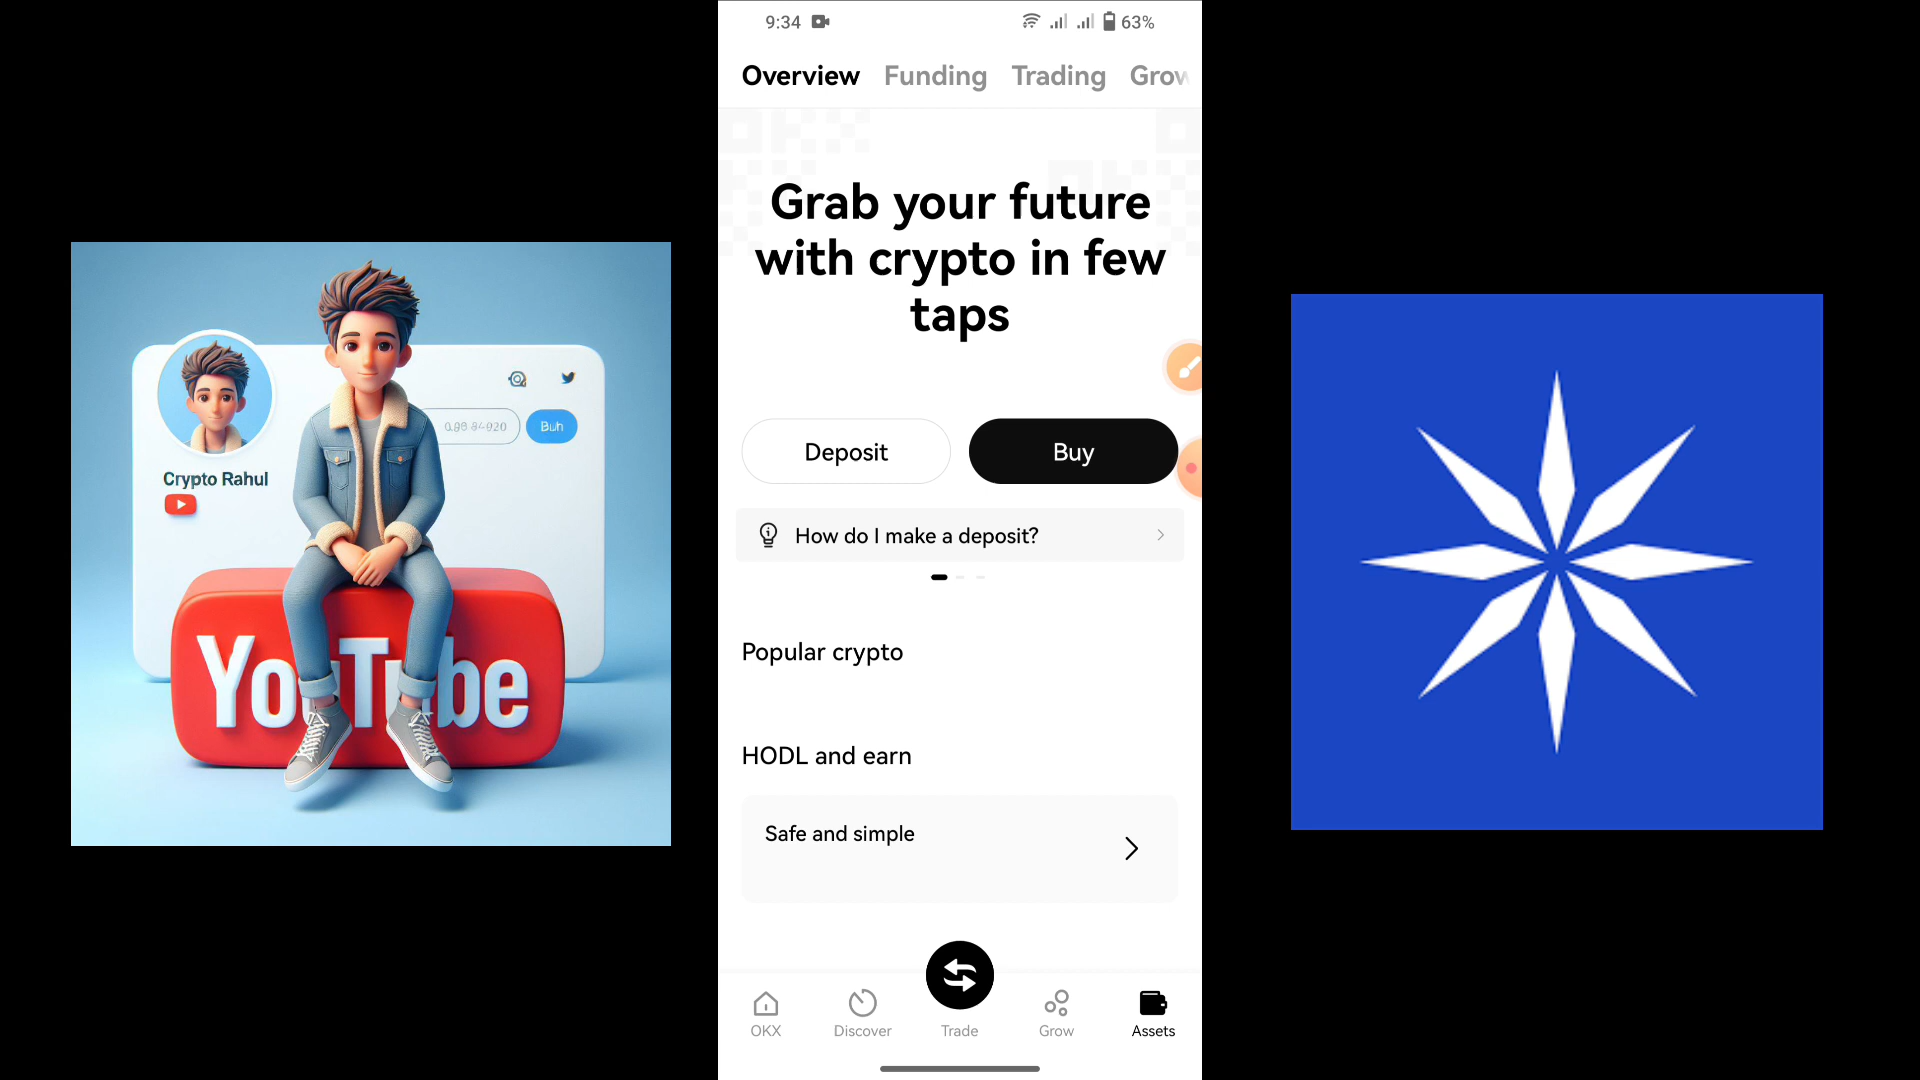 9:34
63%
Overview Funding Trading Grow
Grab your future
with crypto in few
taps
Deposit
Buy
How do I make a deposit?
Popular crypto
HODL and earn
Safe and simple
OKX
Discover
Trade
Grow
Assets
Buh
Crypto Rahul
YouTube